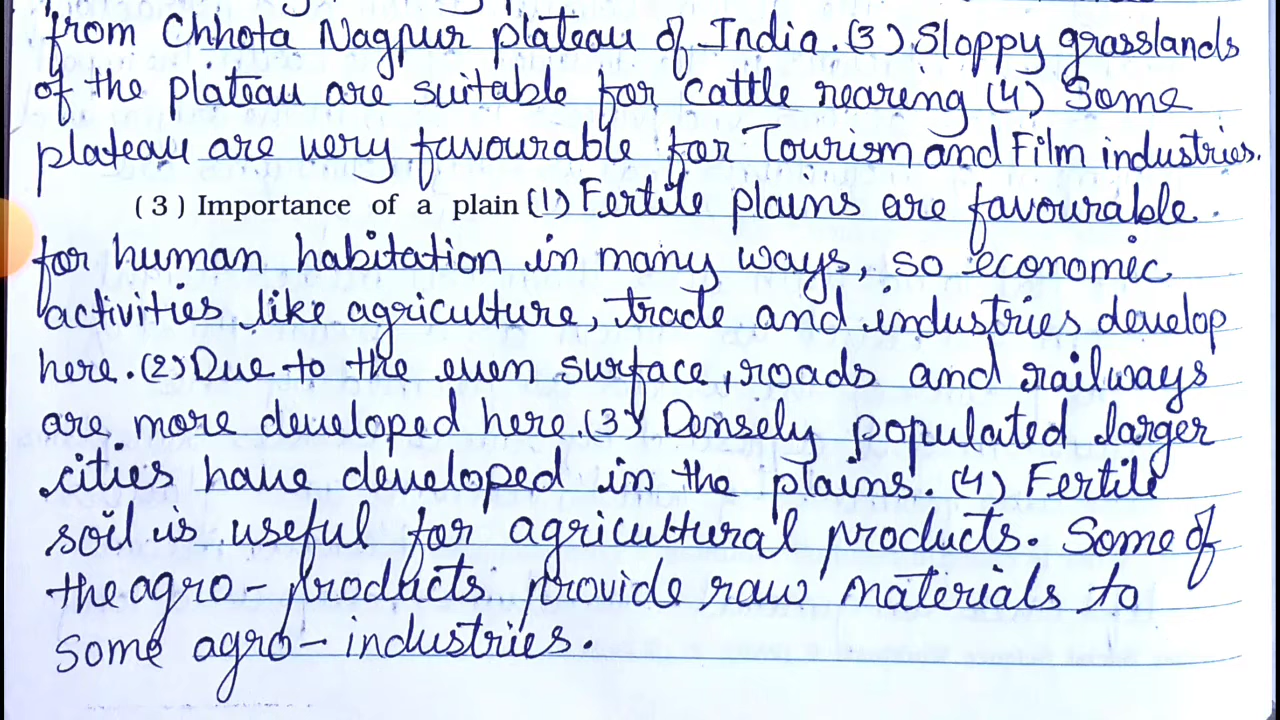 from Chhota Nagpur plateau of India. (3) Sloppy grasslands
of the plateau are suitable for cattle rearing (4) Some
plateau are very favourable for Tourism and Film industries.
(3) Importance of a plain (1) Fertile plains are favourable.
for human habitation in many ways, so economic
activities like agriculture, trade and industries develop
here. (2) Due to the even surface, roads and railways
are more developed here. (3) Densely populated larger
cities have developed in the plains. (4) Fertile
soil is useful for agricultural products. Some of
the agro - products provide raw materials to
some agro - industries.